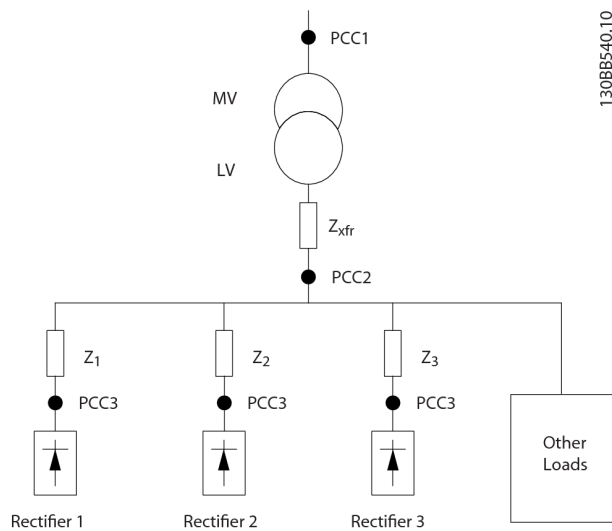 PCC1
130BB540.10
MV
LV
Zxfr
PCC2
Z1
Z2
Z3
PCC3
PCC3
PCC3
Other
Loads
Rectifier 1
Rectifier 2
Rectifier 3